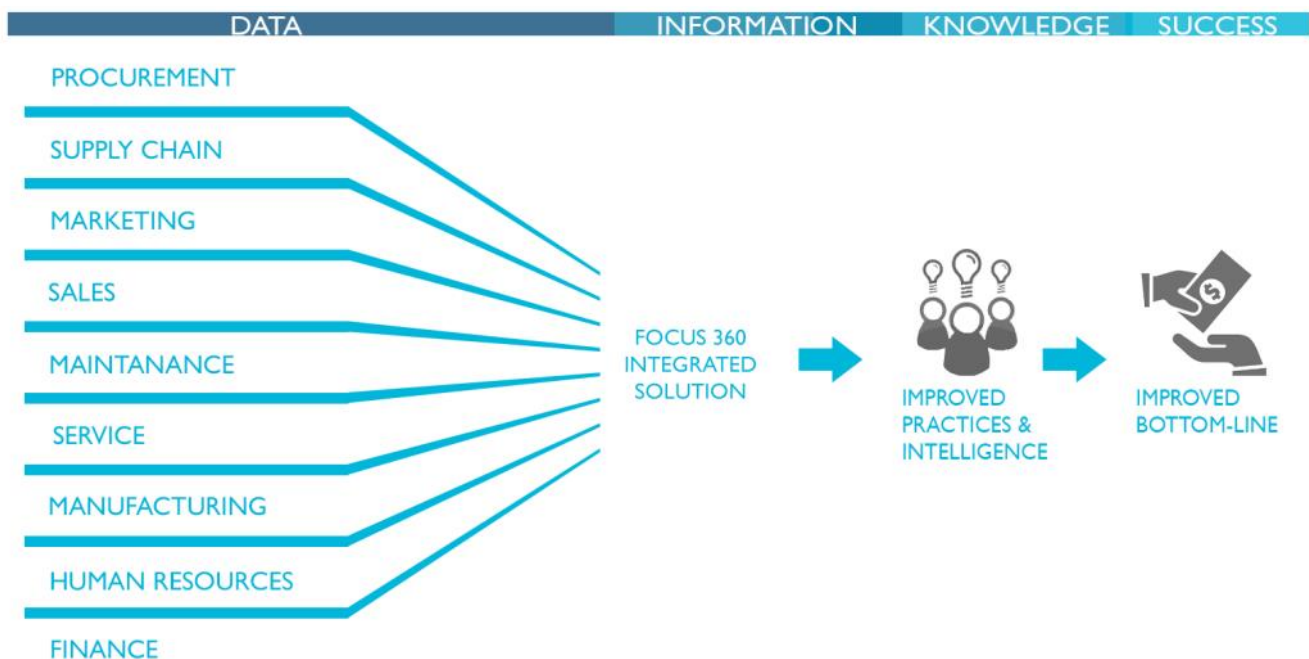 DATA INFORMATION KNOWLEDGE SUCCESS
PROCUREMENT
SUPPLY CHAIN
MARKETING
SALES
MAINTANANCE
SERVICE
MANUFACTURING
HUMAN RESOURCES
FINANCE
FOCUS 360
INTEGRATED
SOLUTION
IMPROVED
PRACTICES &
INTELLIGENCE
$
IMPROVED
BOTTOM-LINE